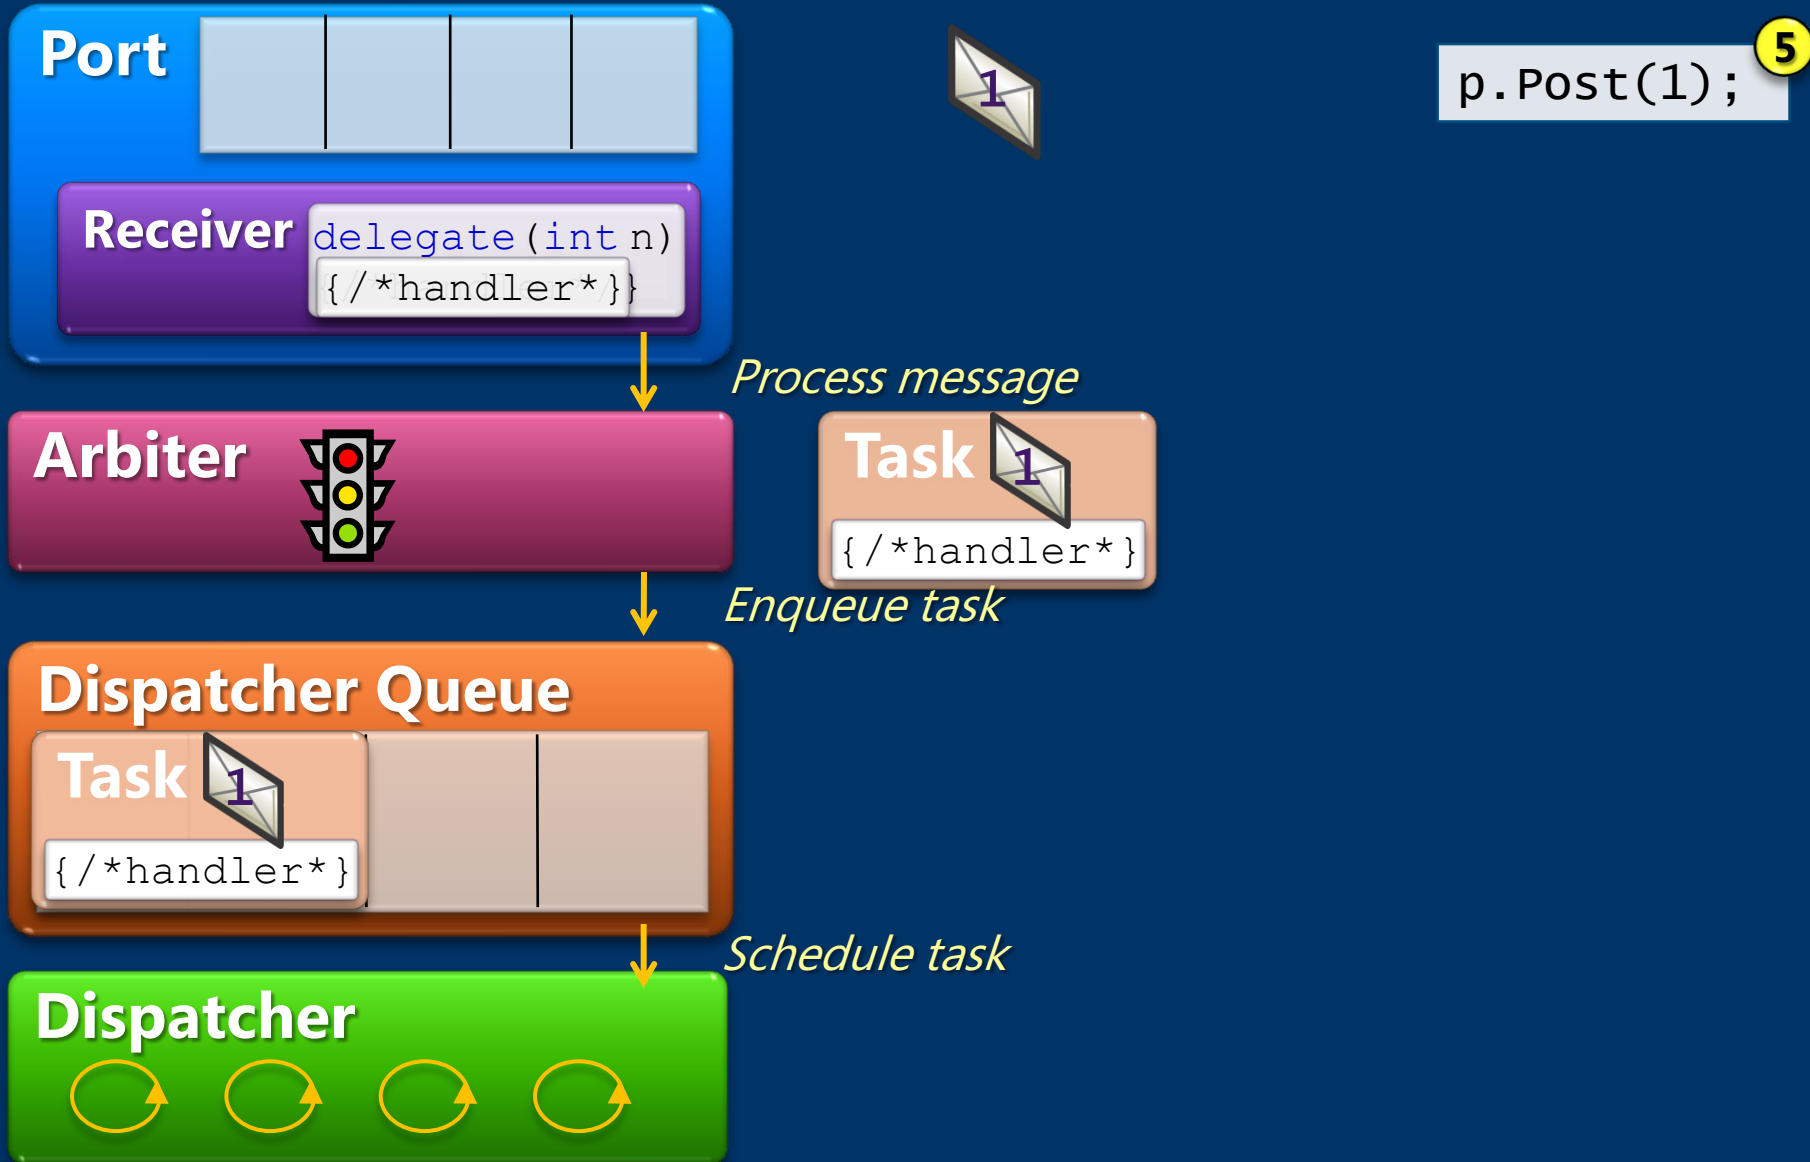 Port
1
p.Post(1);
5
Receiver
delegate(int n)
{/*handler*}}
Process message
Arbiter
Task
1
{/*handler*}
Enqueue task
Dispatcher Queue
Task
1
{/*handler*}
Schedule task
Dispatcher